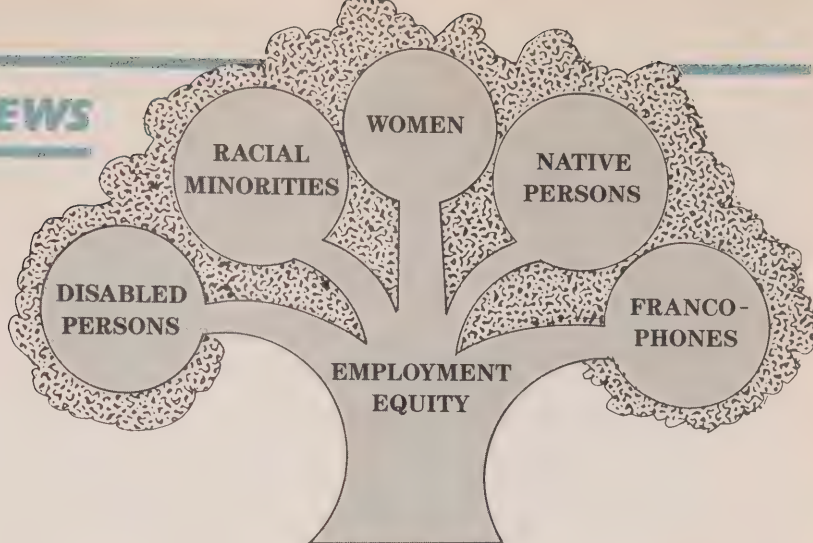 EWS
WOMEN
RACIAL
MINORITIES
NATIVE
PERSONS
DISABLED
PERSONS
FRANCO-
PHONES
EMPLOYMENT
EQUITY